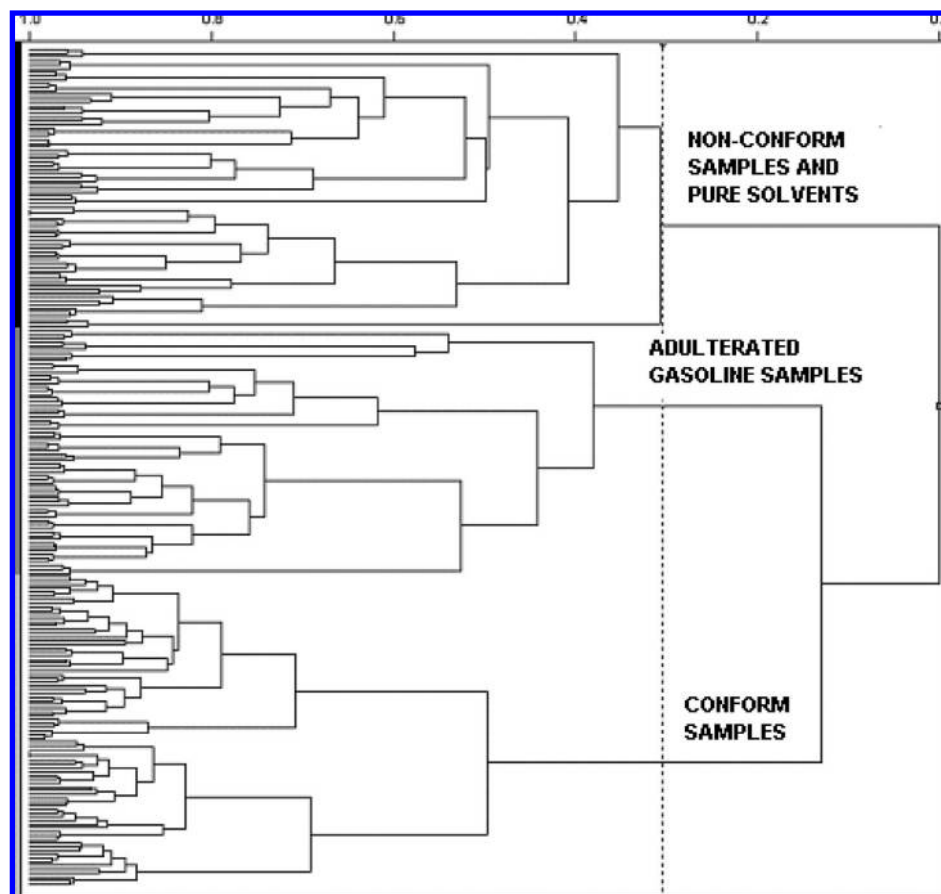 1.0 0.8 0.6 0.4 0.2
NON-CONFORM
SAMPLES AND
PURE SOLVENTS
ADULTERATED
GASOLINE SAMPLES
CONFORM
SAMPLES